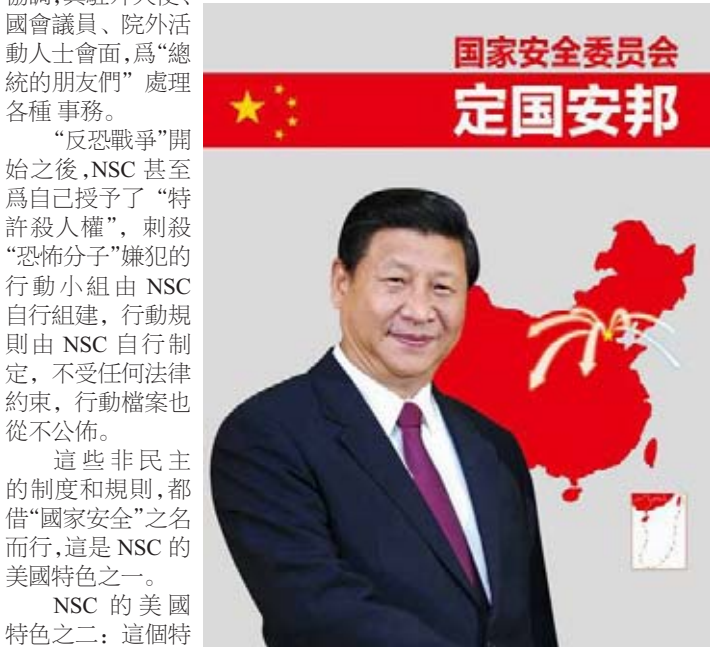 協調,與駐外大使、
國會議員、院外活
動人士會面,爲“總
統的朋友們”處理
各種 事務。
“反恐戰爭”開
始之後,NSC 甚至
爲自己授予了“特
許殺人權”，刺殺
“恐怖分子”嫌犯的
行動小組由 NSC
自行組建，行動規
則由 NSC 自行制
定，不受任何法律
約束，行動檔案也
從不公佈。
這些非民主
的制度和規則,都
借“國家安全”之名
而行,這是 NSC 的
美國特色之一。
NSC 的美國
特色之二：這個特
国家安全委员会
定国安邦